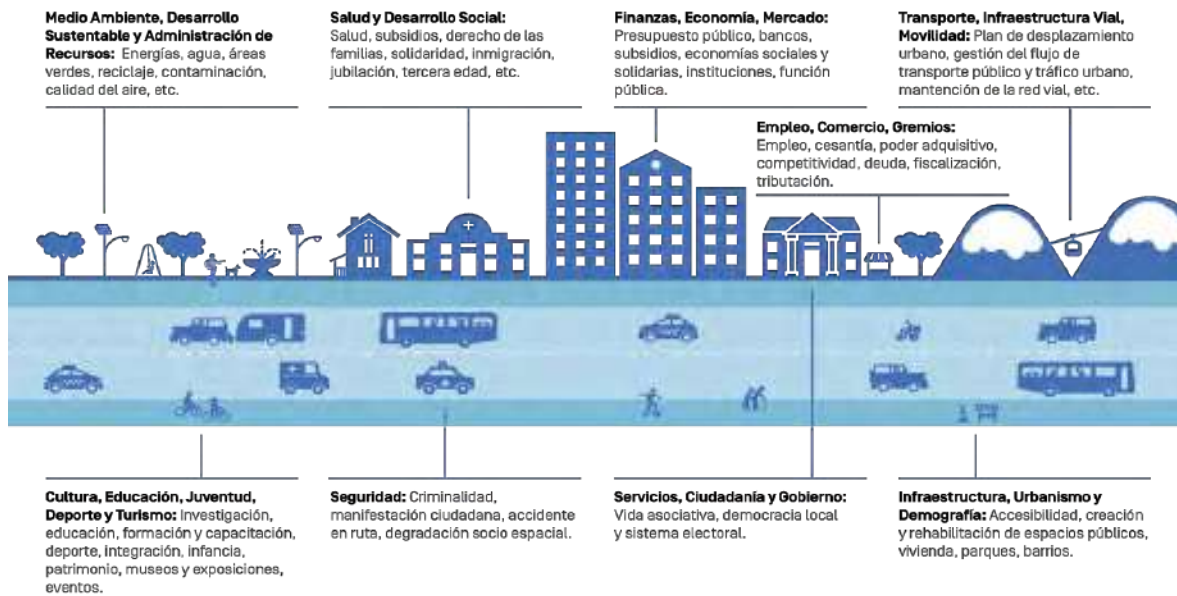 Medio Ambiente, Desarrollo
Sustentable y Administración de
Recursos: Energías, agua, áreas
verdes, reciclaje, contaminación,
calidad del aire, etc.
Salud y Desarrollo Social:
Salud, subsidios, derecho de las
familias, solidaridad, inmigración,
jubilación, tercera edad, etc.
Finanzas, Economía, Mercado:
Presupuesto público, bancos,
subsidios, economías sociales y
solidarias, instituciones, función
pública.
Transporte, Infraestructura Vial,
Movilidad: Plan de desplazamiento
urbano, gestión del flujo de
transporte público y tráfico urbano,
mantención de la red vial, etc.
Empleo, Comercio, Gremios:
Empleo, cesantía, poder adquisitivo,
competitividad, deuda, fiscalización,
tributación.
Cultura, Educación, Juventud,
Deporte y Turismo: Investigación,
educación, formación y capacitación,
deporte, integración, infancia,
patrimonio, museos y exposiciones,
eventos.
Seguridad: Criminalidad,
manifestación ciudadana, accidente
en ruta, degradación socio espacial.
Servicios, Ciudadanía y Gobierno:
Vida asociativa, democracia local
y sistema electoral.
Infraestructura, Urbanismo y
Demografía: Accesibilidad, creación
y rehabilitación de espacios públicos,
vivienda, parques, barrios.